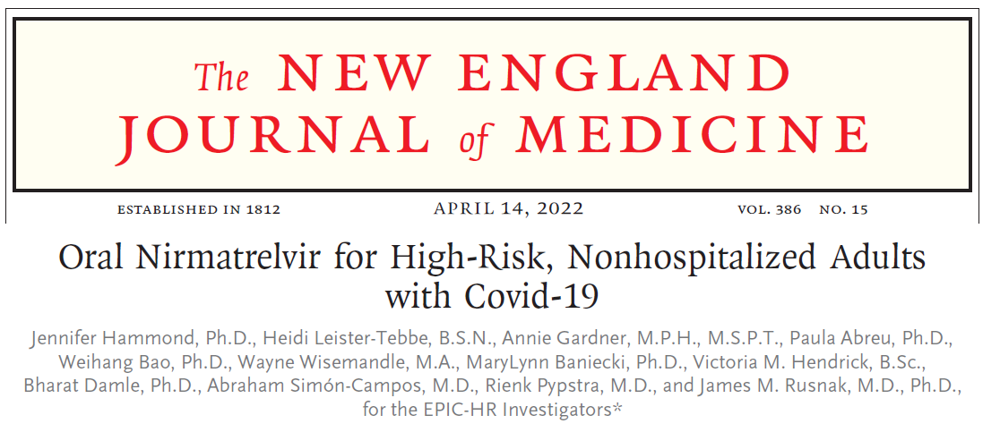 The NEW ENGLAND
JOURNAL of MEDICINE
ESTABLISHED IN 1812 APRIL 14, 2022 VOL. 386 NO. 15
Oral Nirmatrelvir for High-Risk, Nonhospitalized Adults
with Covid-19
Jennifer Hammond, Ph.D., Heidi Leister-Tebbe, B.S.N., Annie Gardner, M.P.H., M.S.P.T., Paula Abreu, Ph.D.,
Weihang Bao, Ph.D., Wayne Wisemandle, M.A., MaryLynn Baniecki, Ph.D., Victoria M. Hendrick, B.Sc.,
Bharat Damle, Ph.D., Abraham Simón-Campos, M.D., Rienk Pypstra, M.D., and James M. Rusnak, M.D., Ph.D.,
for the EPIC-HR Investigators*